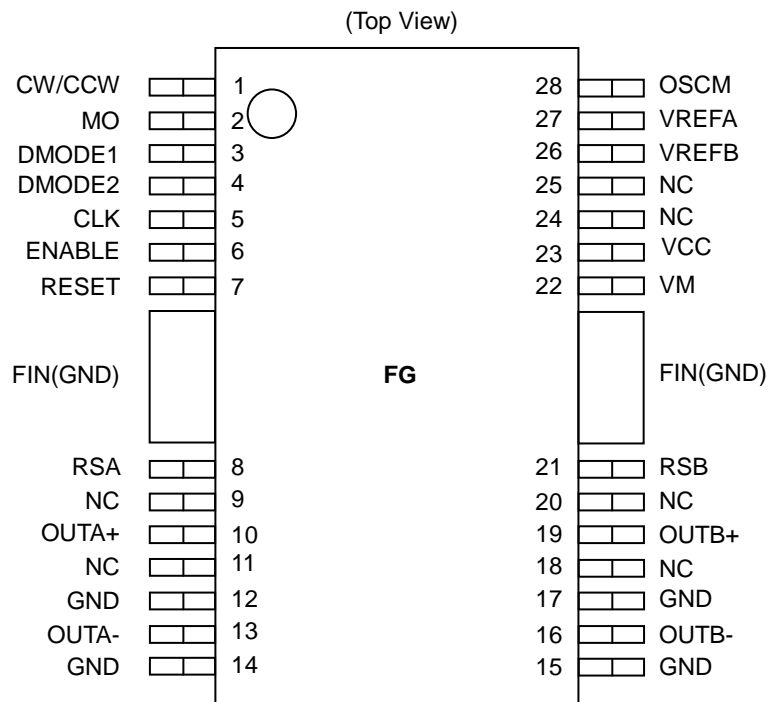 (Top View)
CW/CCW 1 28 OSCM
MO 2 27 VREFA
DMODE1 3 26 VREFB
DMODE2 4 25 NC
CLK 5 24 NC
ENABLE 6 23 VCC
RESET 7 22 VM
FIN(GND) FG FIN(GND)
RSA 8 21 RSB
NC 9 20 NC
OUTA+ 10 19 OUTB+
NC 11 18 NC
GND 12 17 GND
OUTA- 13 16 OUTB-
GND 14 15 GND